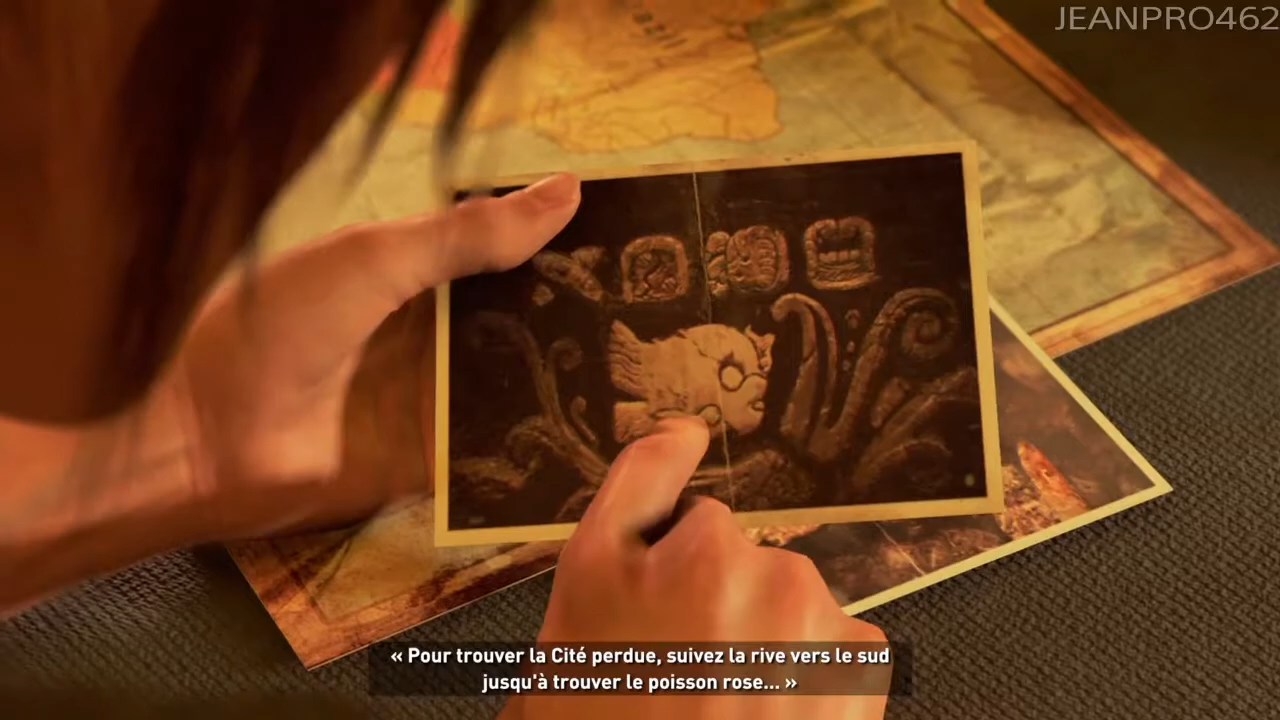 JEANPRO462
« Pour trouver la Cité perdue, suivez la rive vers le sud
jusqu'à trouver le poisson rose... »